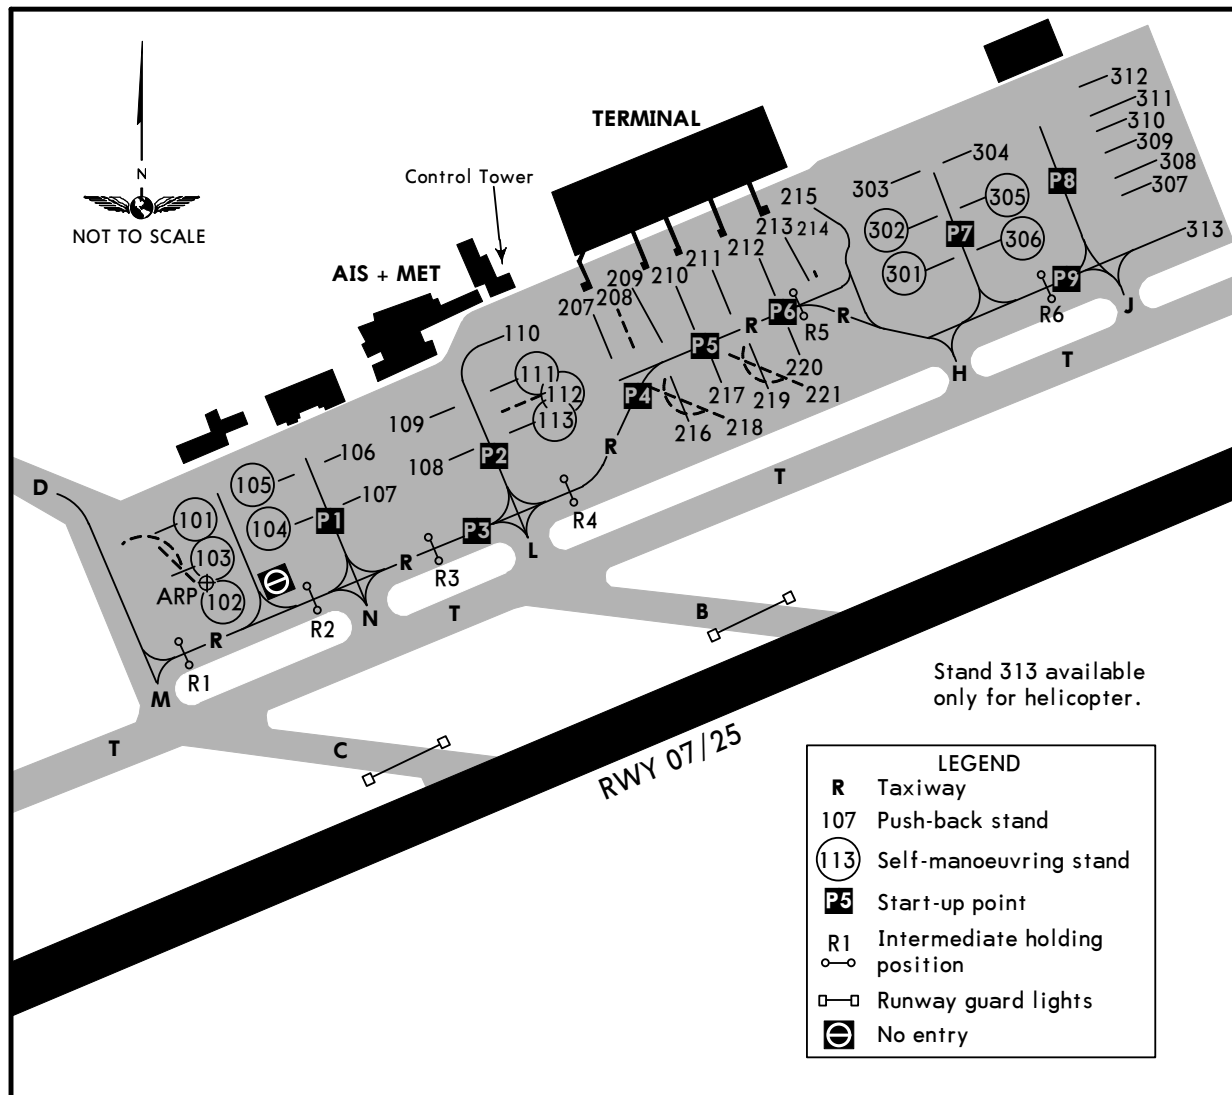 N
NOT TO SCALE
TERMINAL
Control Tower
AIS + MET
312
311
310
309
308
307
304
303
305
P8
302
P7
306
301
313
P9
R6
J
215
213
214
212
211
210
209
208
207
P6
R5
R
R
P5
H
T
220
221
219
217
P4
218
216
110
111
112
113
109
108
P2
R
T
106
105
107
104
P1
P3
R4
L
D
101
103
ARP
102
R
R3
R2
N
T
B
R
R1
M
T
C
RWY 07/25
Stand 313 available
only for helicopter.
LEGEND
R Taxiway
107 Push-back stand
113 Self-manoeuvring stand
P5 Start-up point
R1 Intermediate holding
position
Runway guard lights
No entry